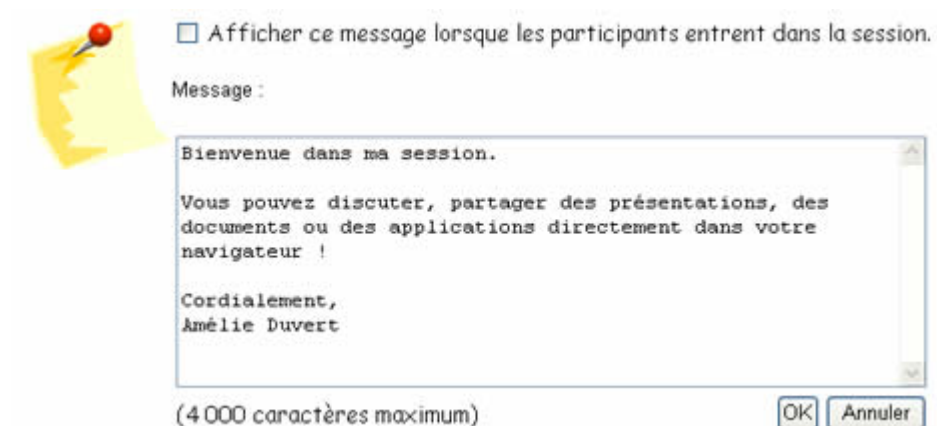 Afficher ce message lorsque les participants entrent dans la session.
Message :
Bienvenue dans ma session.
Vous pouvez discuter, partager des présentations, des
documents ou des applications directement dans votre
navigateur !
Cordialement,
Amélie Duvert
(4 000 caractères maximum)
OK Annuler